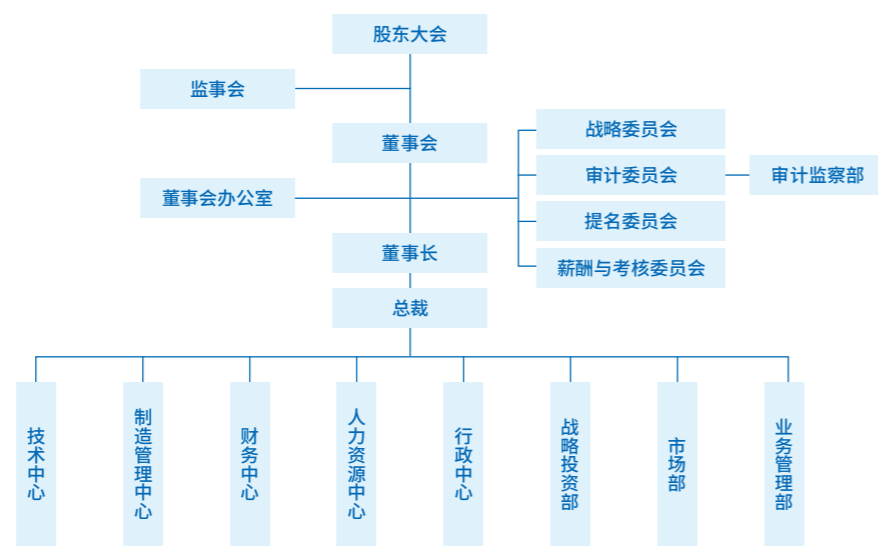 股东大会
监事会
董事会
战略委员会
审计委员会
审计监察部
董事会办公室
提名委员会
董事长
薪酬与考核委员会
总裁
技术中心
制造管理中心
财务中心
人力资源中心
行政中心
战略投资部
市场部
业务管理部